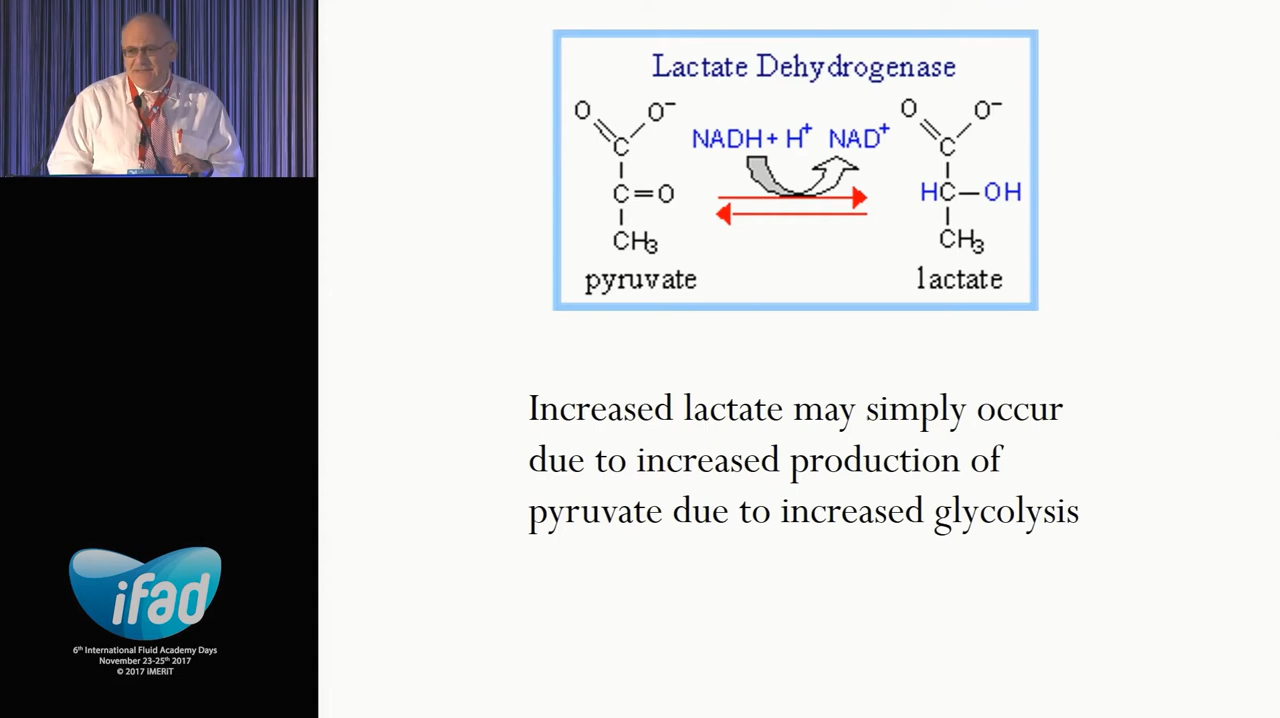 Lactate Dehydrogenase
O O⁻ NADH + H⁺ NAD⁺ O O⁻
C C
C=O HC—OH
CH₃ CH₃
pyruvate lactate
Increased lactate may simply occur
due to increased production of
pyruvate due to increased glycolysis
ifad
6th International Fluid Academy Days
November 23-25th 2017
© 2017 iMERiT